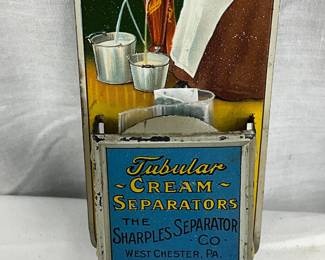 Tubular
~ CREAM ~
SEPARATORS
THE
SHARPLES SEPARATOR
CO.
WEST CHESTER, PA.